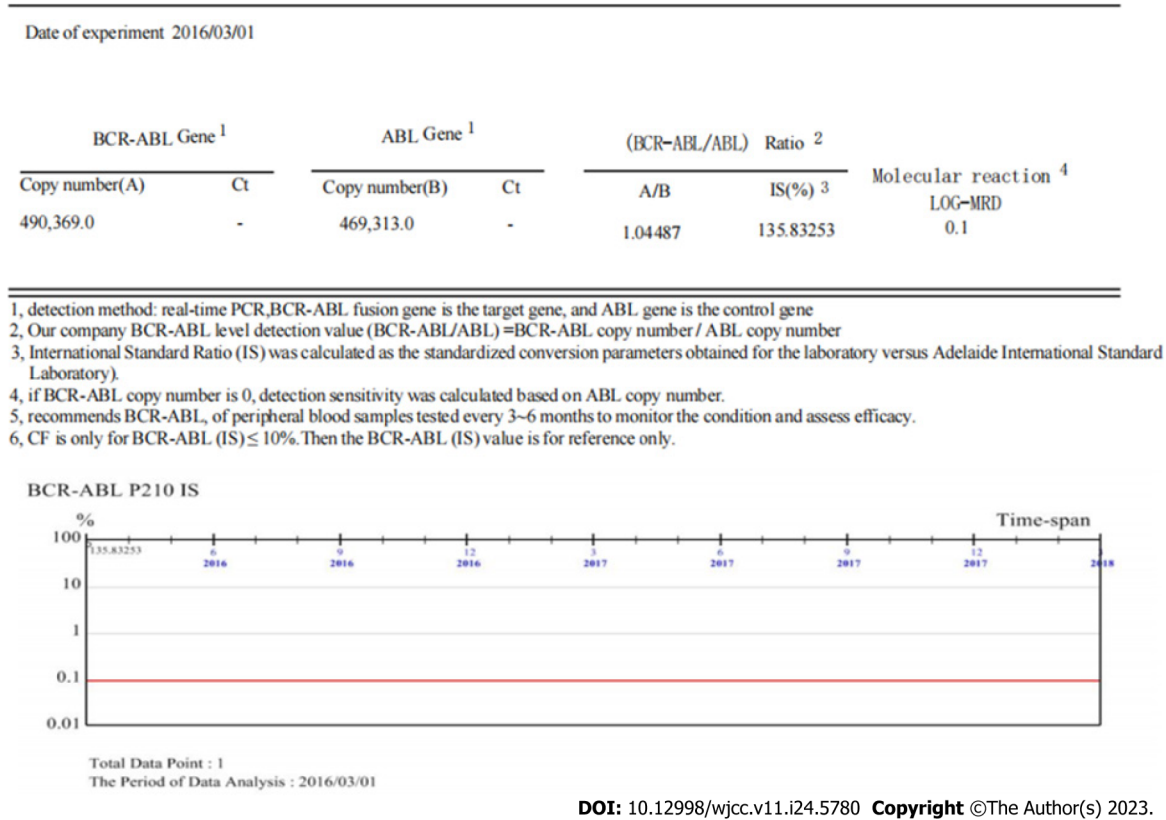 Date of experiment 2016/03/01
BCR-ABL Gene 1
ABL Gene 1
(BCR-ABL/ABL) Ratio 2
Molecular reaction 4
LOG-MRD
Copy number(A) Ct Copy number(B) Ct A/B IS(%) 3
490,369.0 - 469,313.0 - 1.04487 135.83253 0.1
1, detection method: real-time PCR,BCR-ABL fusion gene is the target gene, and ABL gene is the control gene
2, Our company BCR-ABL level detection value (BCR-ABL/ABL) =BCR-ABL copy number / ABL copy number
3, International Standard Ratio (IS) was calculated as the standardized conversion parameters obtained for the laboratory versus Adelaide International Standard
Laboratory).
4, if BCR-ABL copy number is 0, detection sensitivity was calculated based on ABL copy number.
5, recommends BCR-ABL, of peripheral blood samples tested every 3~6 months to monitor the condition and assess efficacy.
6, CF is only for BCR-ABL (IS)≤ 10%. Then the BCR-ABL (IS) value is for reference only.
BCR-ABL P210 IS
% Time-span
100
135.83253
6 9 12 3 6 9 12 3
2016 2016 2016 2017 2017 2017 2017 2018
10
1
0.1
0.01
Total Data Point : 1
The Period of Data Analysis : 2016/03/01
DOI: 10.12998/wjcc.v11.i24.5780 Copyright ©The Author(s) 2023.